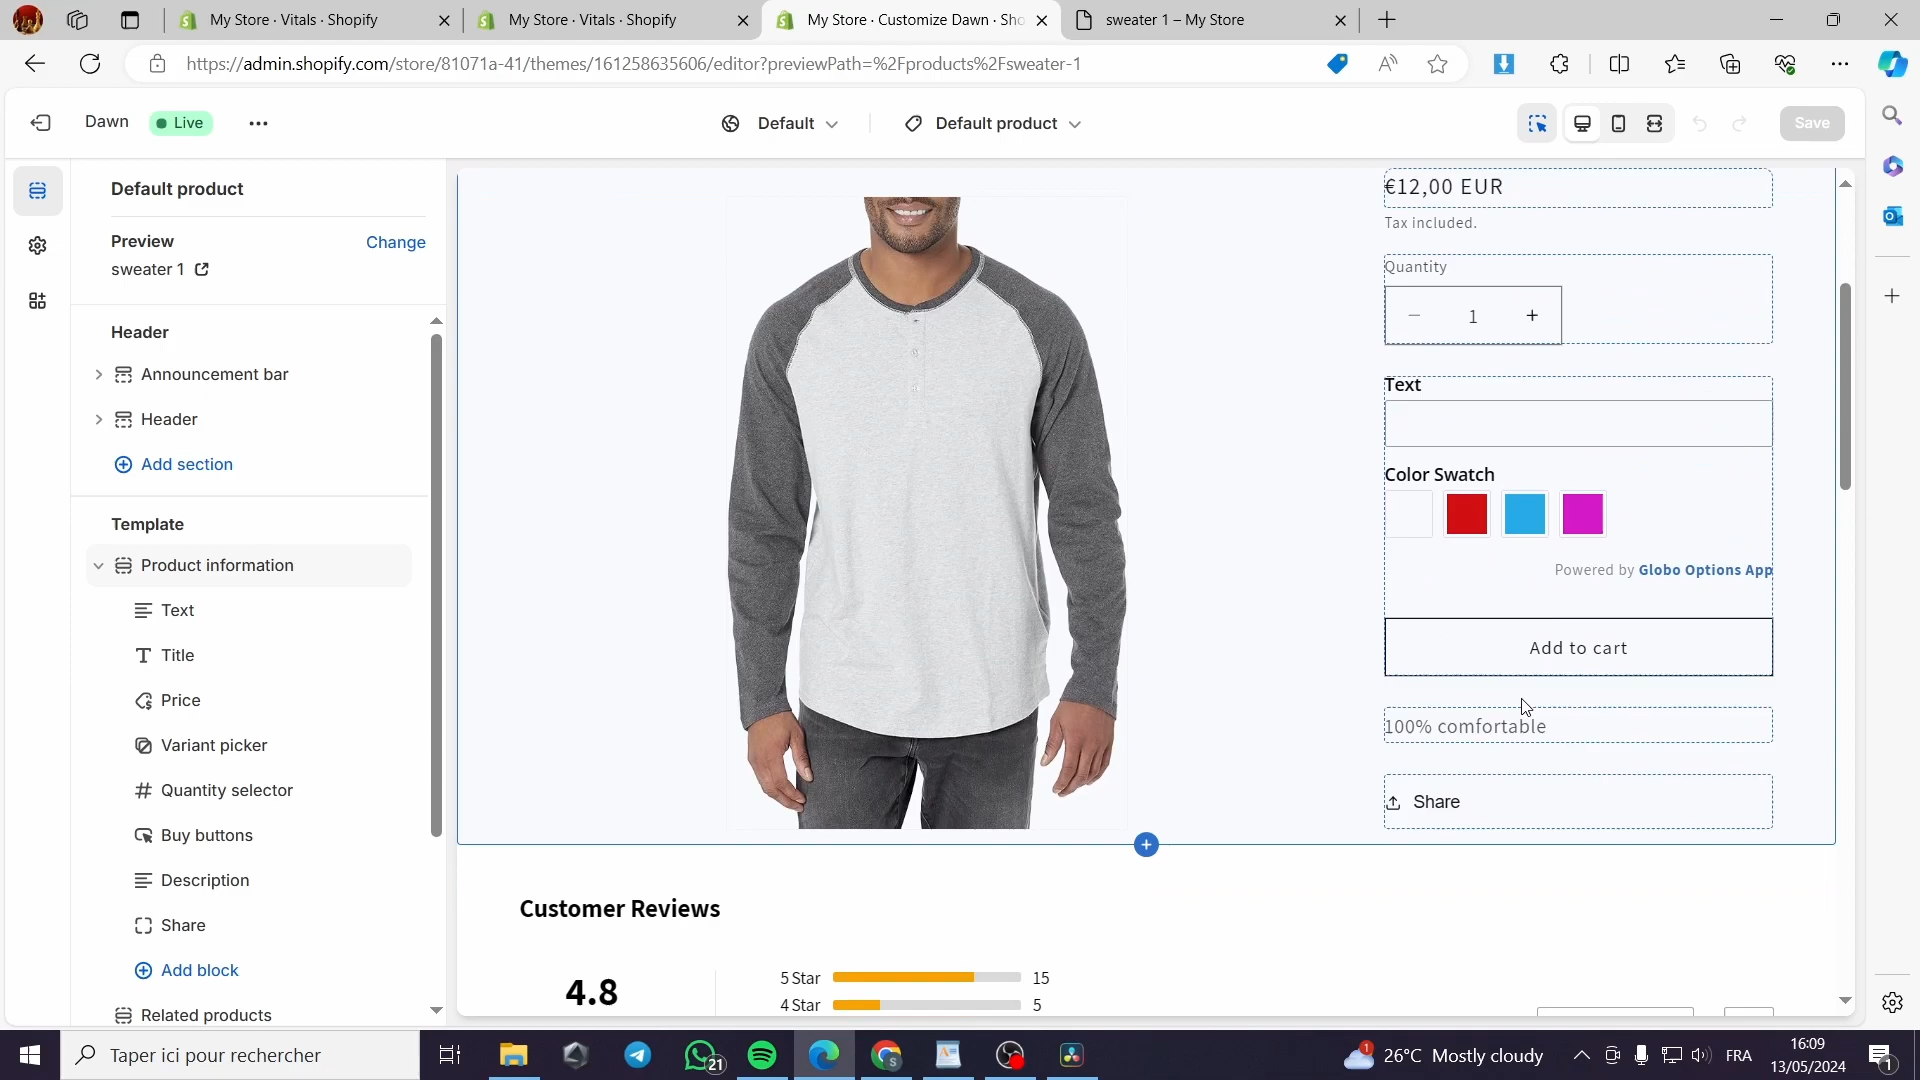 My Store · Vitals · Shopify
My Store · Vitals · Shopify
My Store · Customize Dawn · Sho
sweater 1 – My Store
https://admin.shopify.com/store/81071a-41/themes/161258635606/editor?previewPath=%2Fproducts%2Fsweater-1
Dawn
Live
Default
Default product
Save
Default product
Preview
Change
sweater 1
Header
Announcement bar
Header
Add section
Template
Product information
Text
Title
Price
Variant picker
Quantity selector
Buy buttons
Description
Share
Add block
Related products
€12,00 EUR
Tax included.
Quantity
1
Text
Color Swatch
Powered by Globo Options App
Add to cart
100% comfortable
Share
Customer Reviews
4.8
5 Star 15
4 Star 5
Taper ici pour rechercher
21
1
26°C Mostly cloudy
FRA
16:09
13/05/2024
1